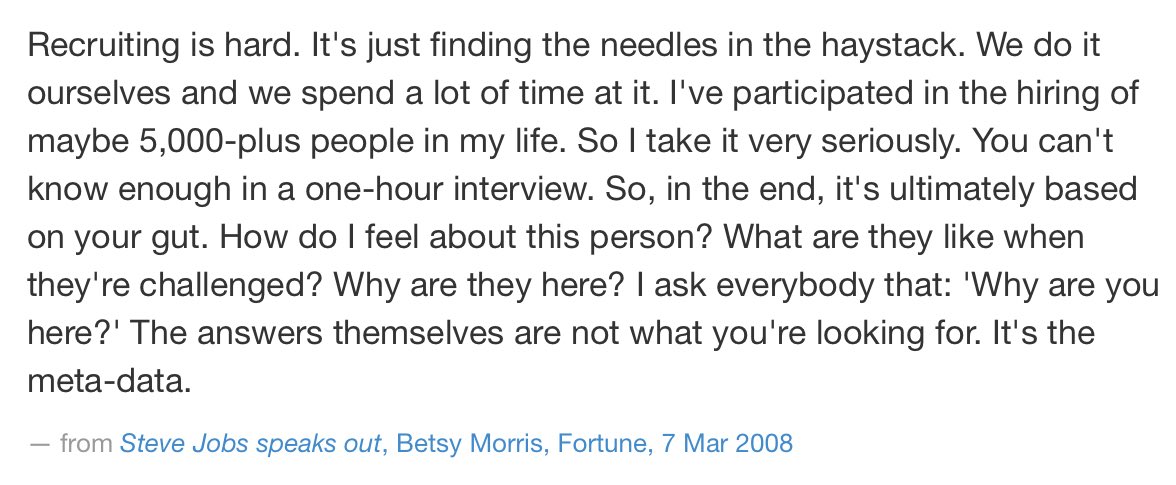 Recruiting is hard. It's just finding the needles in the haystack. We do it
ourselves and we spend a lot of time at it. I've participated in the hiring of
maybe 5,000-plus people in my life. So I take it very seriously. You can't
know enough in a one-hour interview. So, in the end, it's ultimately based
on your gut. How do I feel about this person? What are they like when
they're challenged? Why are they here? I ask everybody that: 'Why are you
here?' The answers themselves are not what you're looking for. It's the
meta-data.
— from Steve Jobs speaks out, Betsy Morris, Fortune, 7 Mar 2008